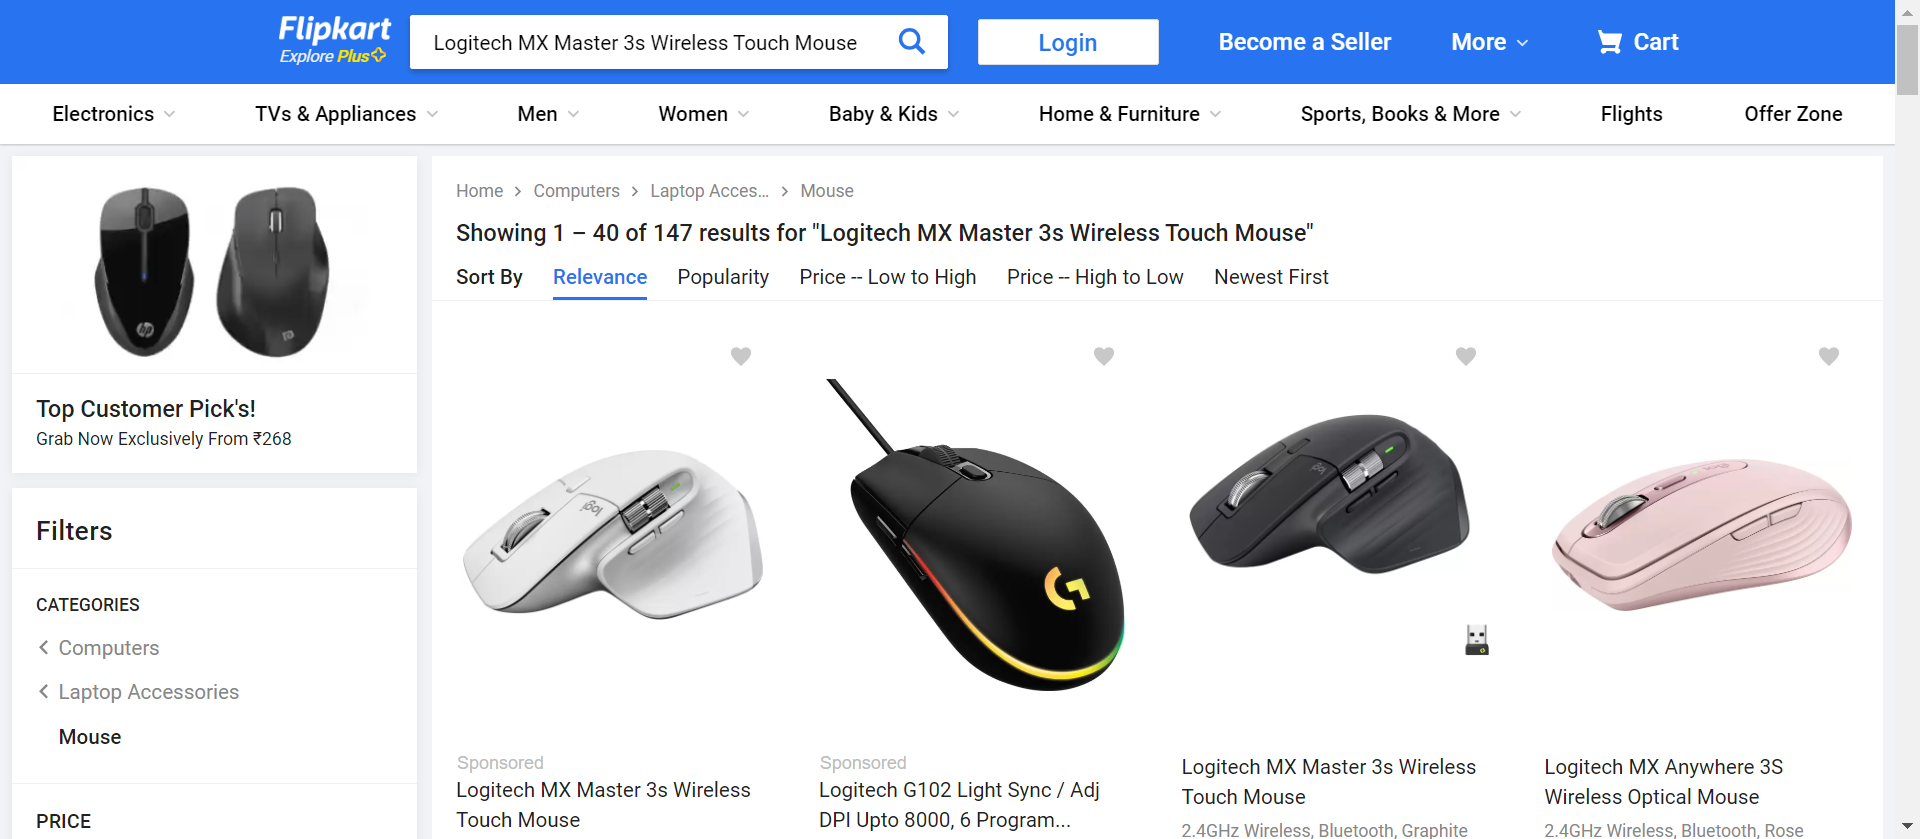 Flipkart
Explore Plus
Logitech MX Master 3s Wireless Touch Mouse
Login
Become a Seller
More
Cart
Electronics
TVs & Appliances
Men
Women
Baby & Kids
Home & Furniture
Sports, Books & More
Flights
Offer Zone
Top Customer Pick's!
Grab Now Exclusively From ₹268
Filters
CATEGORIES
Computers
Laptop Accessories
Mouse
PRICE
Home
Computers
Laptop Acces...
Mouse
Showing 1 – 40 of 147 results for "Logitech MX Master 3s Wireless Touch Mouse"
Sort By
Relevance
Popularity
Price -- Low to High
Price -- High to Low
Newest First
hp
logi
G
logi
Sponsored
Logitech MX Master 3s Wireless
Touch Mouse
Sponsored
Logitech G102 Light Sync / Adj
DPI Upto 8000, 6 Program...
Logitech MX Master 3s Wireless
Touch Mouse
2.4GHz Wireless, Bluetooth, Graphite
Logitech MX Anywhere 3S
Wireless Optical Mouse
2.4GHz Wireless, Bluetooth, Rose